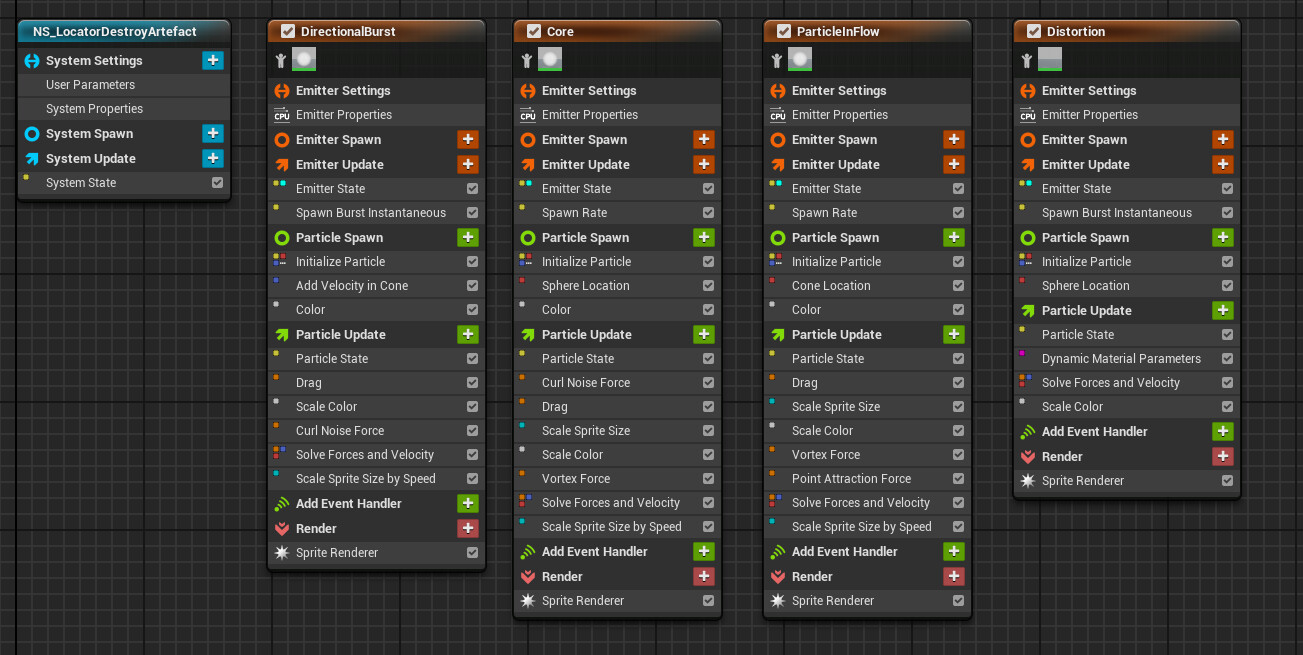 NS_LocatorDestroyArtefact
System Settings
User Parameters
System Properties
System Spawn
System Update
System State
DirectionalBurst
Emitter Settings
CPU Emitter Properties
Emitter Spawn
Emitter Update
Emitter State
Spawn Burst Instantaneous
Particle Spawn
Initialize Particle
Add Velocity in Cone
Color
Particle Update
Particle State
Drag
Scale Color
Curl Noise Force
Solve Forces and Velocity
Scale Sprite Size by Speed
Add Event Handler
Render
Sprite Renderer
Core
Emitter Settings
CPU Emitter Properties
Emitter Spawn
Emitter Update
Emitter State
Spawn Rate
Particle Spawn
Initialize Particle
Sphere Location
Color
Particle Update
Particle State
Curl Noise Force
Drag
Scale Sprite Size
Scale Color
Vortex Force
Solve Forces and Velocity
Scale Sprite Size by Speed
Add Event Handler
Render
Sprite Renderer
ParticleInFlow
Emitter Settings
CPU Emitter Properties
Emitter Spawn
Emitter Update
Emitter State
Spawn Rate
Particle Spawn
Initialize Particle
Cone Location
Color
Particle Update
Particle State
Drag
Scale Sprite Size
Scale Color
Vortex Force
Point Attraction Force
Solve Forces and Velocity
Scale Sprite Size by Speed
Add Event Handler
Render
Sprite Renderer
Distortion
Emitter Settings
CPU Emitter Properties
Emitter Spawn
Emitter Update
Emitter State
Spawn Burst Instantaneous
Particle Spawn
Initialize Particle
Sphere Location
Particle Update
Particle State
Dynamic Material Parameters
Solve Forces and Velocity
Scale Color
Add Event Handler
Render
Sprite Renderer